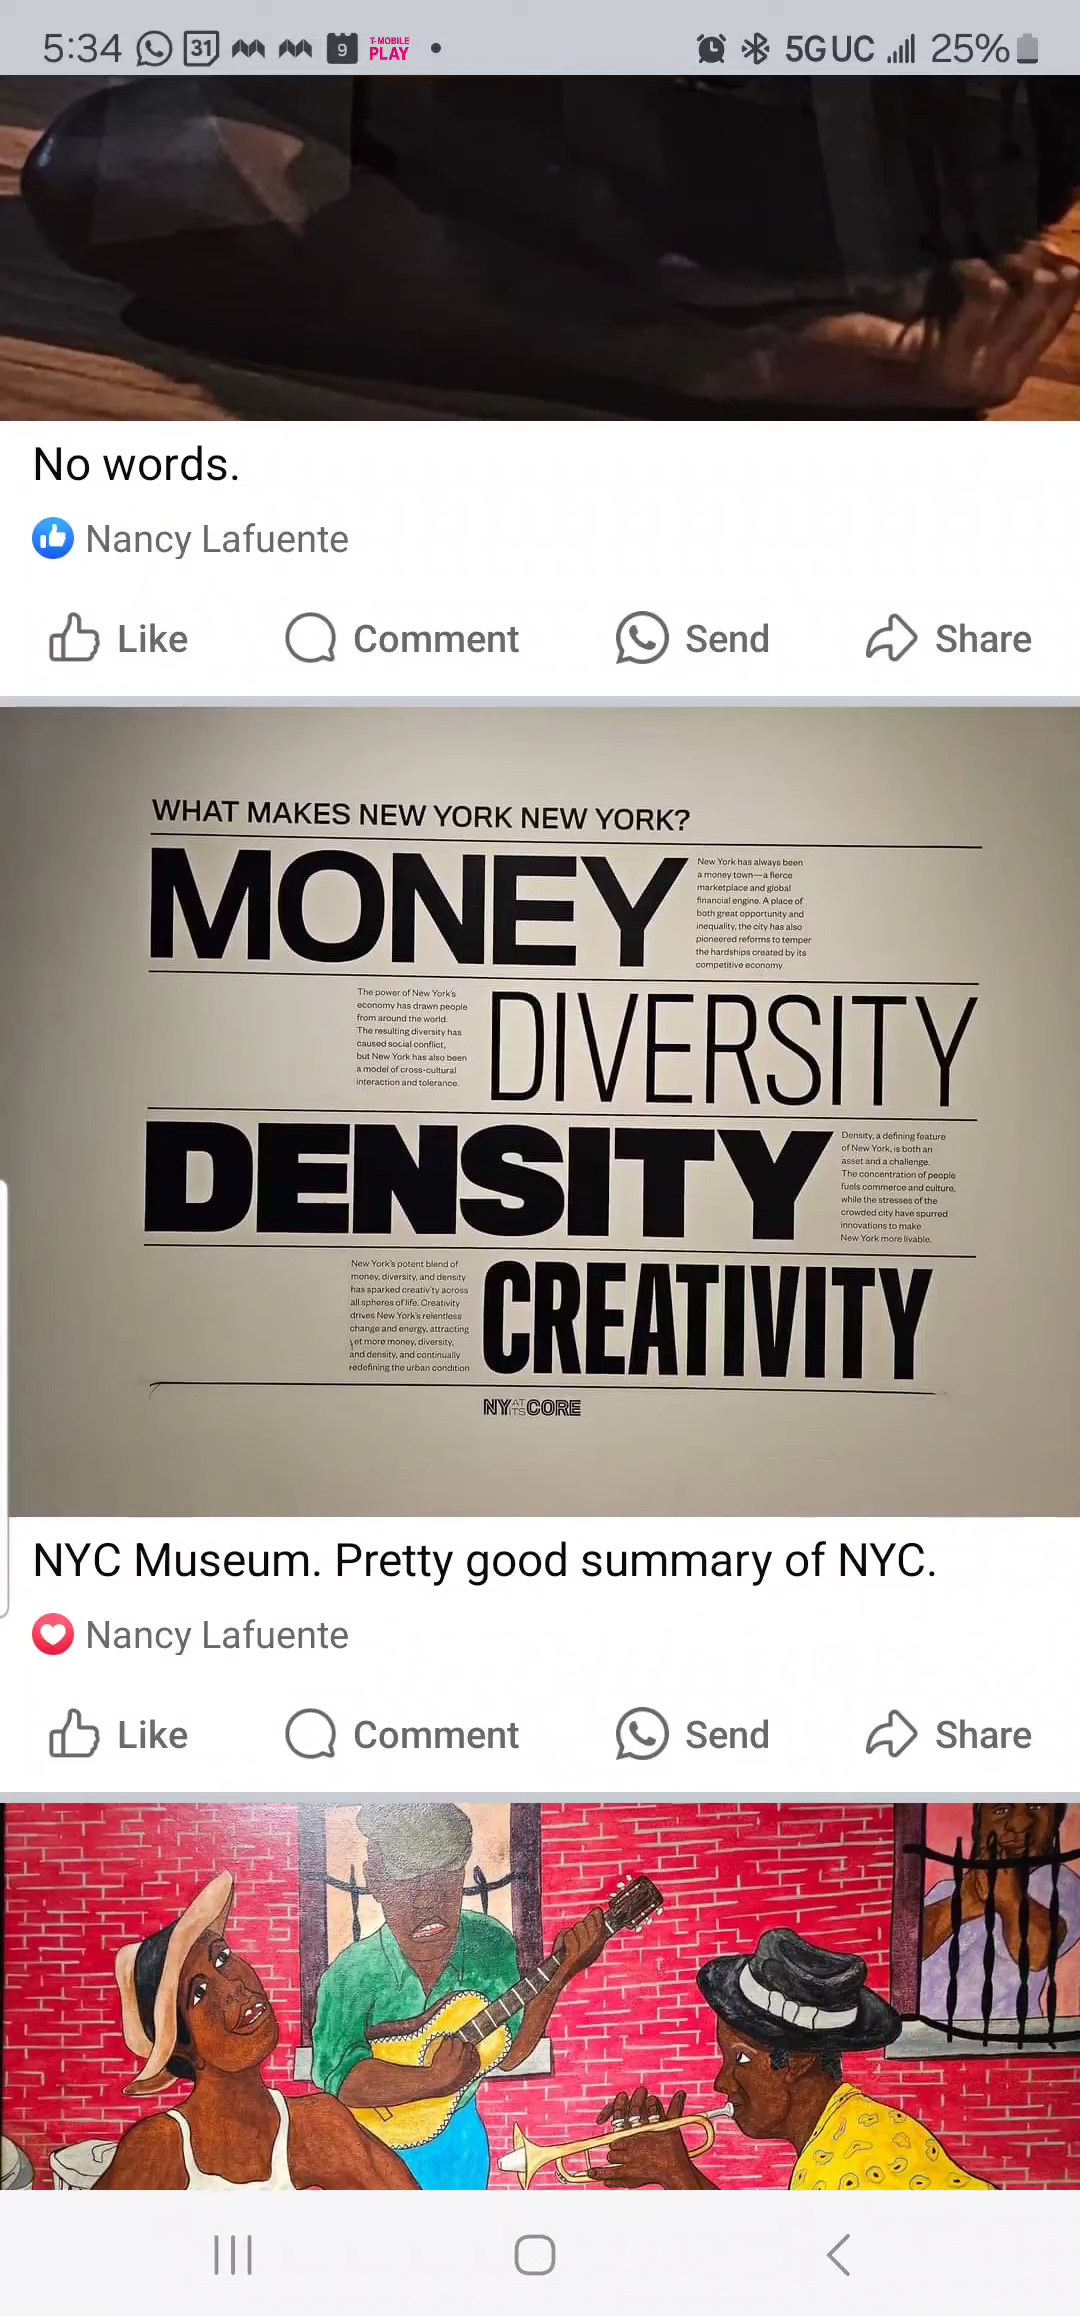 5:34 31 9 T-MOBILE PLAY 5G UC 25%
No words.
Nancy Lafuente
Like Comment Send Share
WHAT MAKES NEW YORK NEW YORK?
MONEY
New York has always been
a money town—a fierce
marketplace and global
financial engine. A place of
both great opportunity and
inequality, the city has also
pioneered reforms to temper
the hardships created by its
competitive economy
The power of New York's
economy has drawn people
from around the world.
The resulting diversity has
caused social conflict,
but New York has also been
a model of cross-cultural
interaction and tolerance.
DIVERSITY
DENSITY
Density, a defining feature
of New York, is both an
asset and a challenge.
The concentration of people
fuels commerce and culture,
while the stresses of the
crowded city have spurred
innovations to make
New York more livable.
New York's potent blend of
money, diversity, and density
has sparked creativity across
all spheres of life. Creativity
drives New York's relentless
change and energy, attracting
yet more money, diversity,
and density, and continually
redefining the urban condition
CREATIVITY
NY AT ITS CORE
NYC Museum. Pretty good summary of NYC.
Nancy Lafuente
Like Comment Send Share